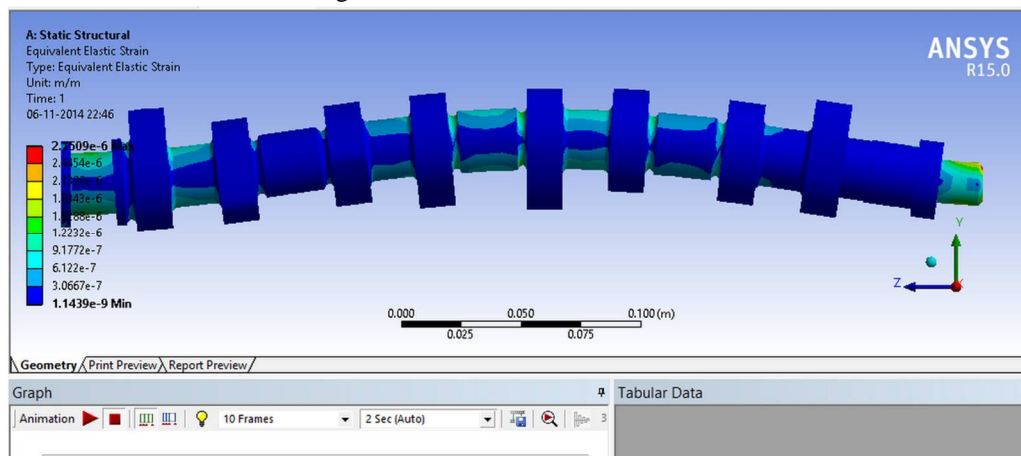 A: Static Structural
Equivalent Elastic Strain
Type: Equivalent Elastic Strain
Unit: m/m
Time: 1
06-11-2014 22:46
ANSYS
R15.0
Max
1.2232e-6
9.1772e-7
6.122e-7
3.0667e-7
1.1439e-9 Min
Y
Z
X
0.000 0.050 0.100 (m)
0.025 0.075
Geometry Print Preview Report Preview
Graph
Tabular Data
Animation 10 Frames 2 Sec (Auto) 3